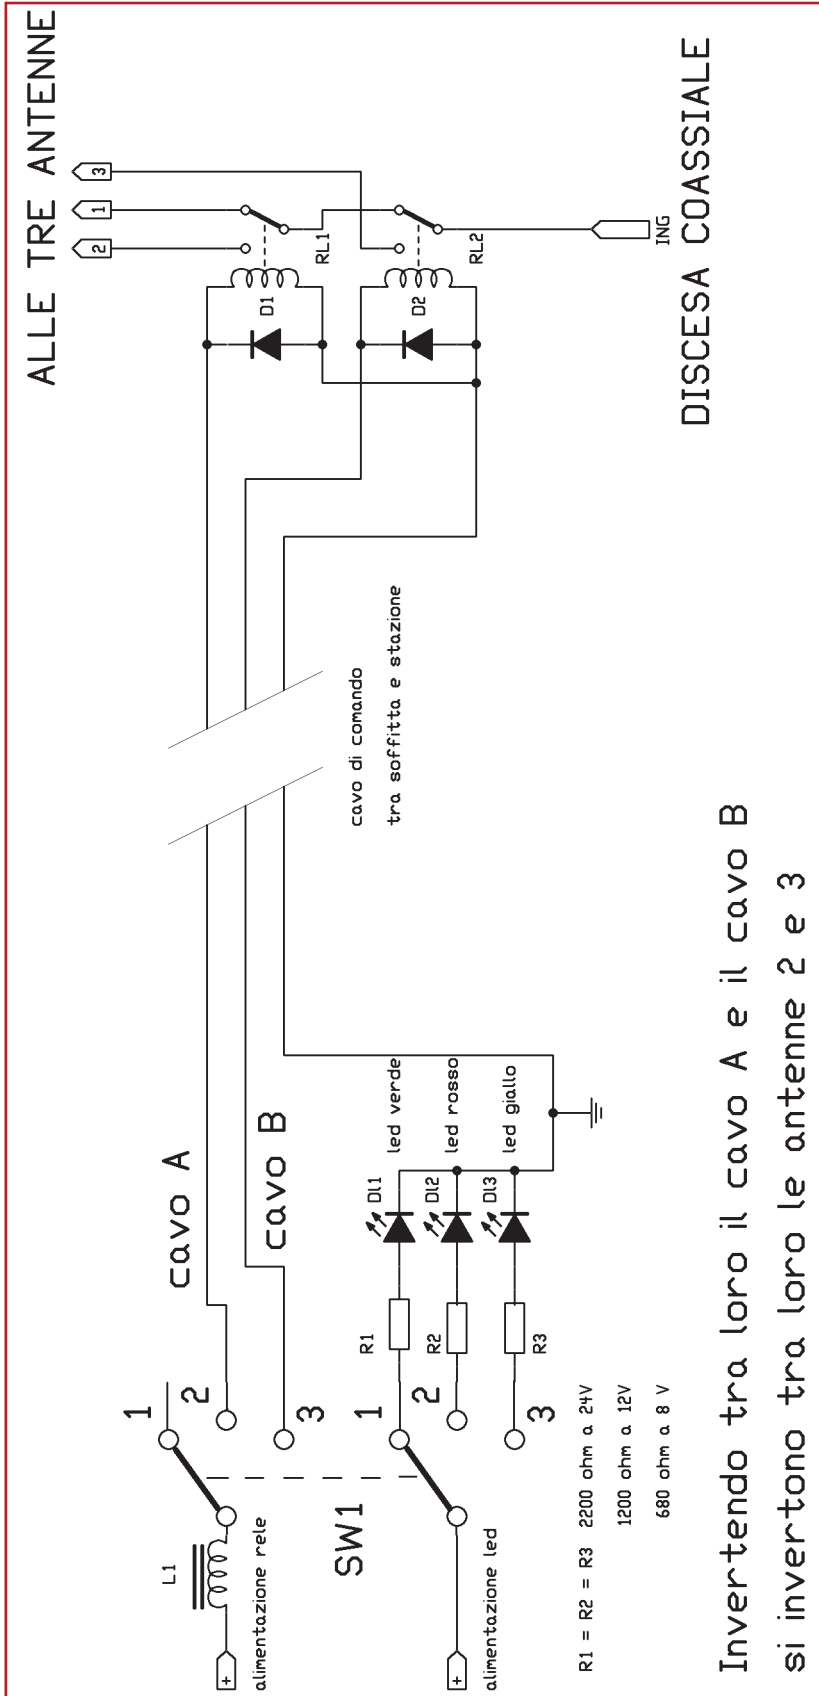 ALLE TRE ANTENNE
3
1
2
RL1
RL2
D1
D2
ING
DISCESA COASSIALE
cavo di comando
tra soffitta e stazione
cavo A
cavo B
1
2
3
L1
+
alimentazione rele
SW1
1
2
3
+
alimentazione led
R1
R2
R3
Dl1
Dl2
Dl3
led verde
led rosso
led giallo
R1 = R2 = R3 2200 ohm a 24V
1200 ohm a 12V
680 ohm a 8 V
Invertendo tra loro il cavo A e il cavo B
si invertono tra loro le antenne 2 e 3